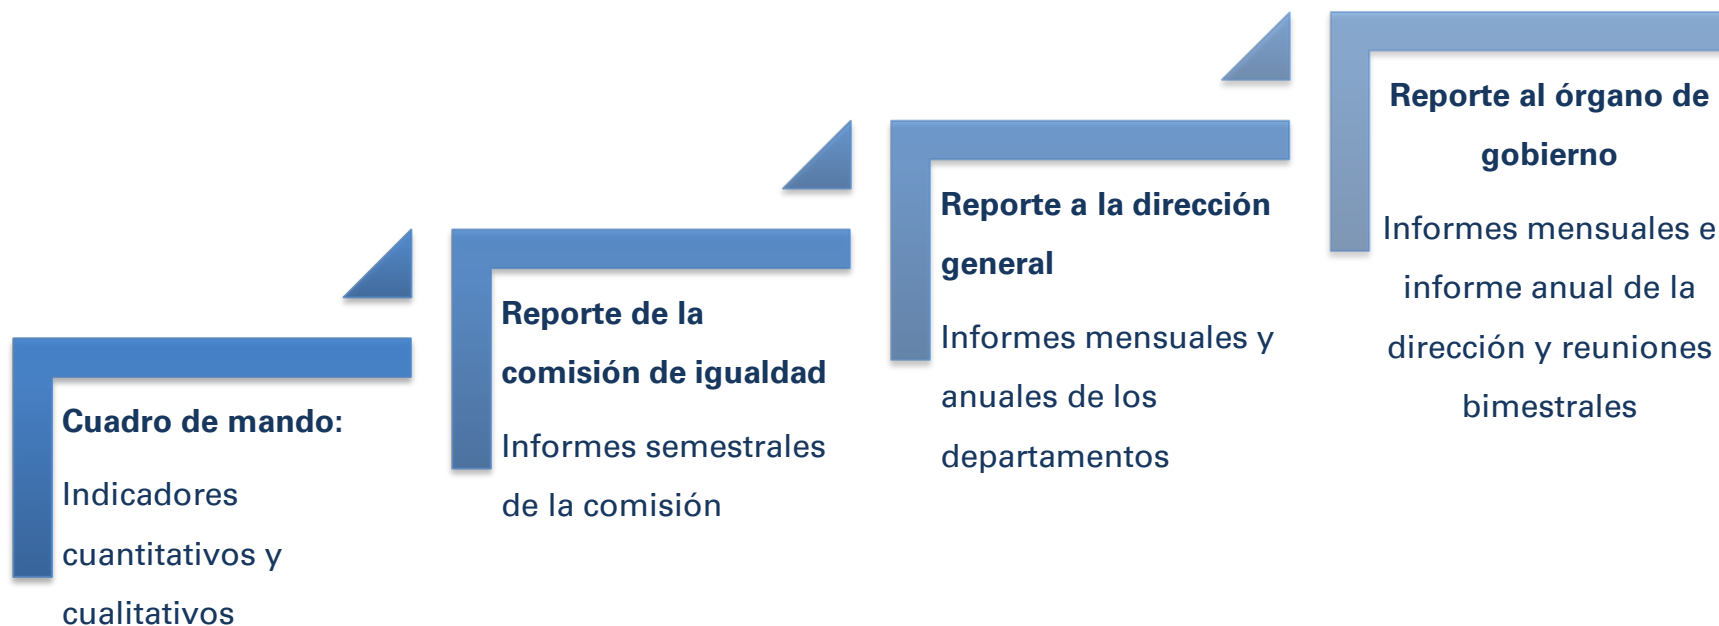 Cuadro de mando:
Indicadores
cuantitativos y
cualitativos
Reporte de la
comisión de igualdad
Informes semestrales
de la comisión
Reporte a la dirección
general
Informes mensuales y
anuales de los
departamentos
Reporte al órgano de
gobierno
Informes mensuales e
informe anual de la
dirección y reuniones
bimestrales